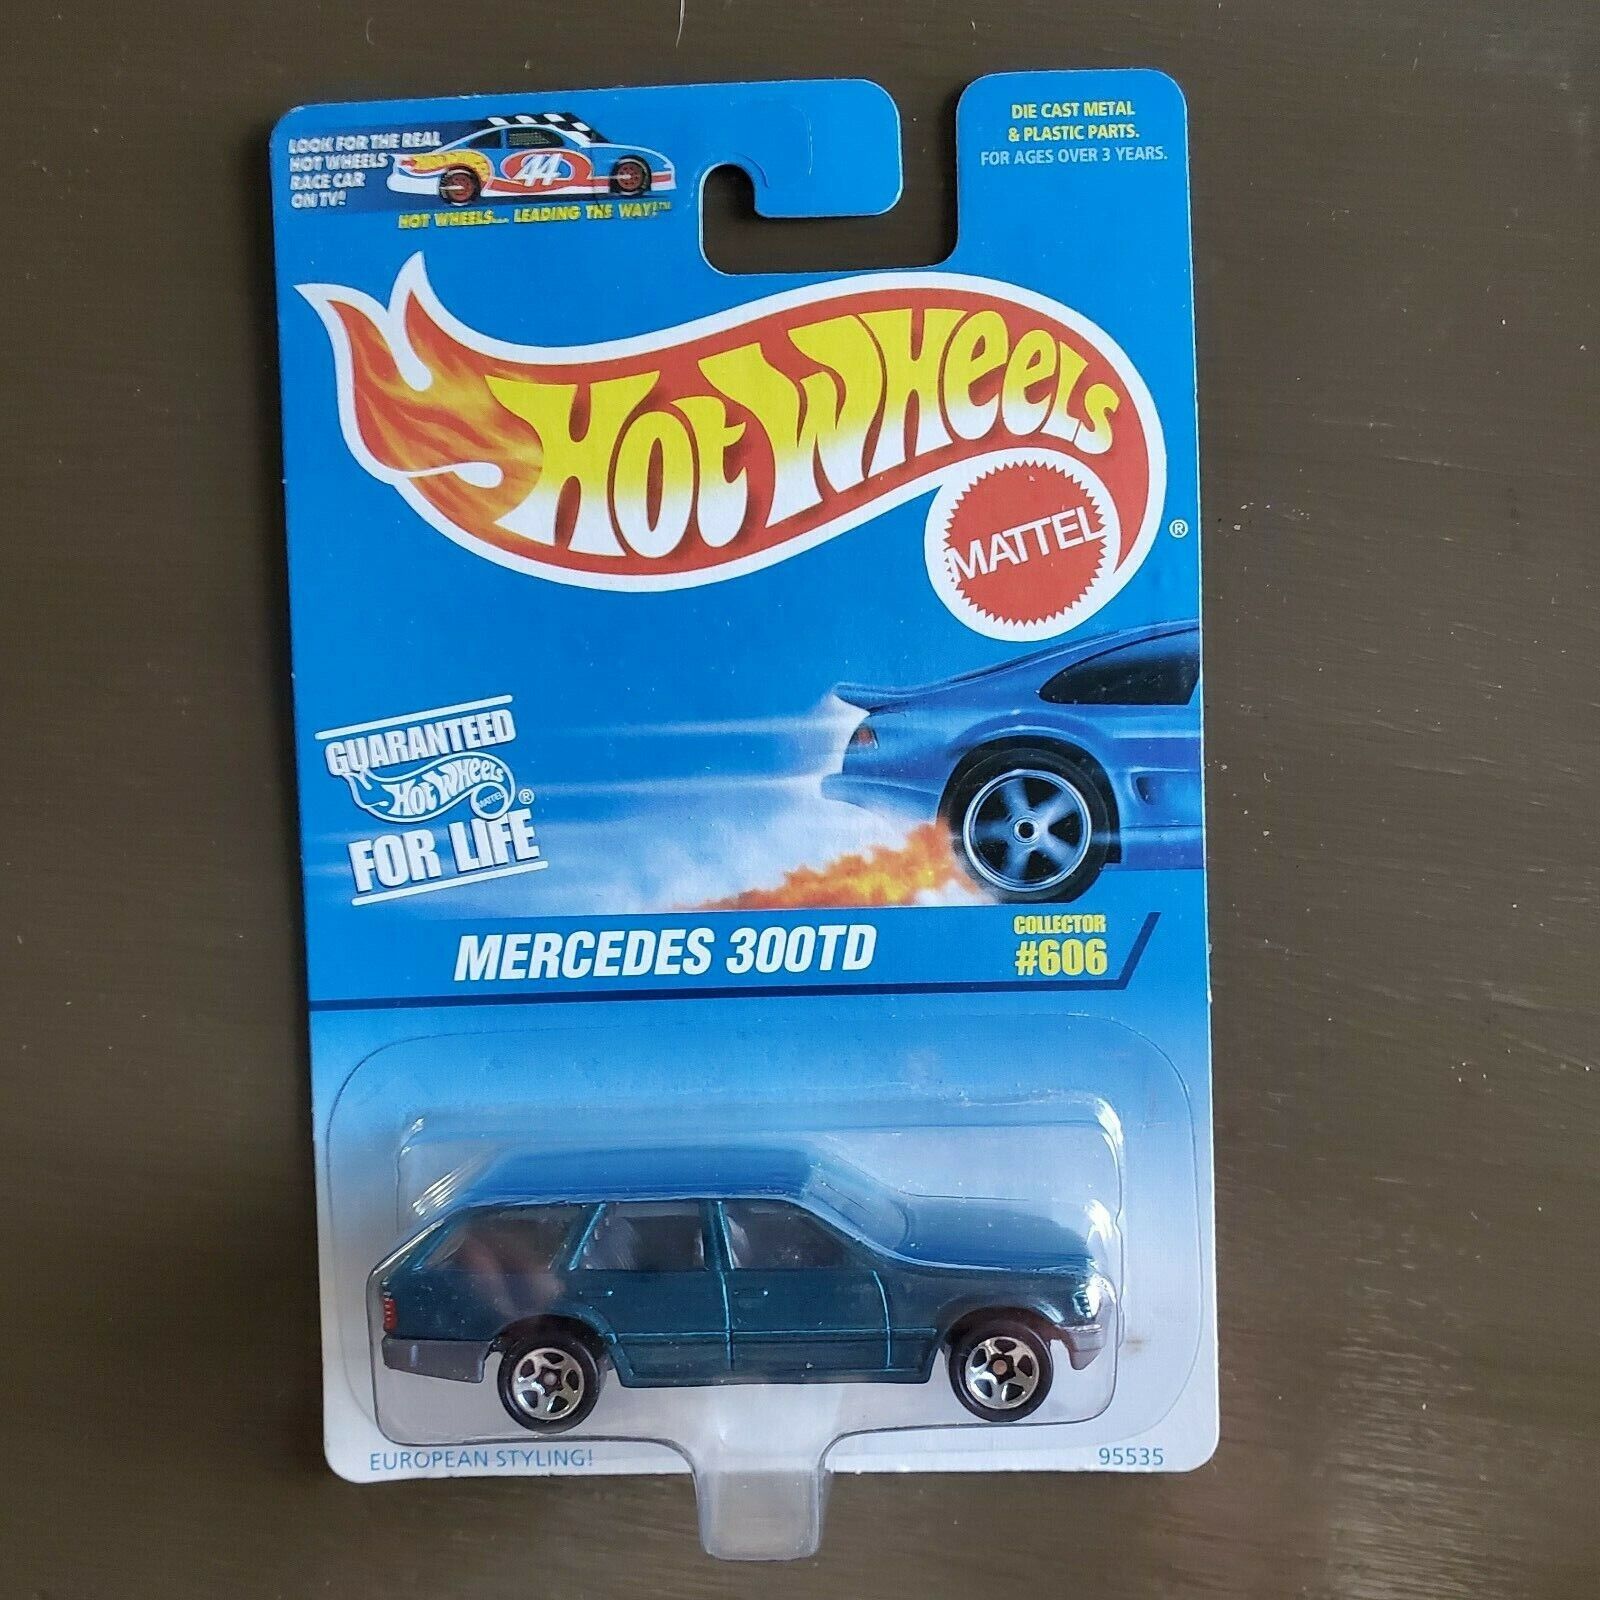 LOOK FOR THE REAL
HOT WHEELS
RACE CAR
ON TV!
44
HOT WHEELS... LEADING THE WAY!™
DIE CAST METAL
& PLASTIC PARTS.
FOR AGES OVER 3 YEARS.
HOT WHEELS
MATTEL
®
GUARANTEED
HOT WHEELS
MATTEL
®
FOR LIFE
MERCEDES 300TD
COLLECTOR
#606
EUROPEAN STYLING!
95535